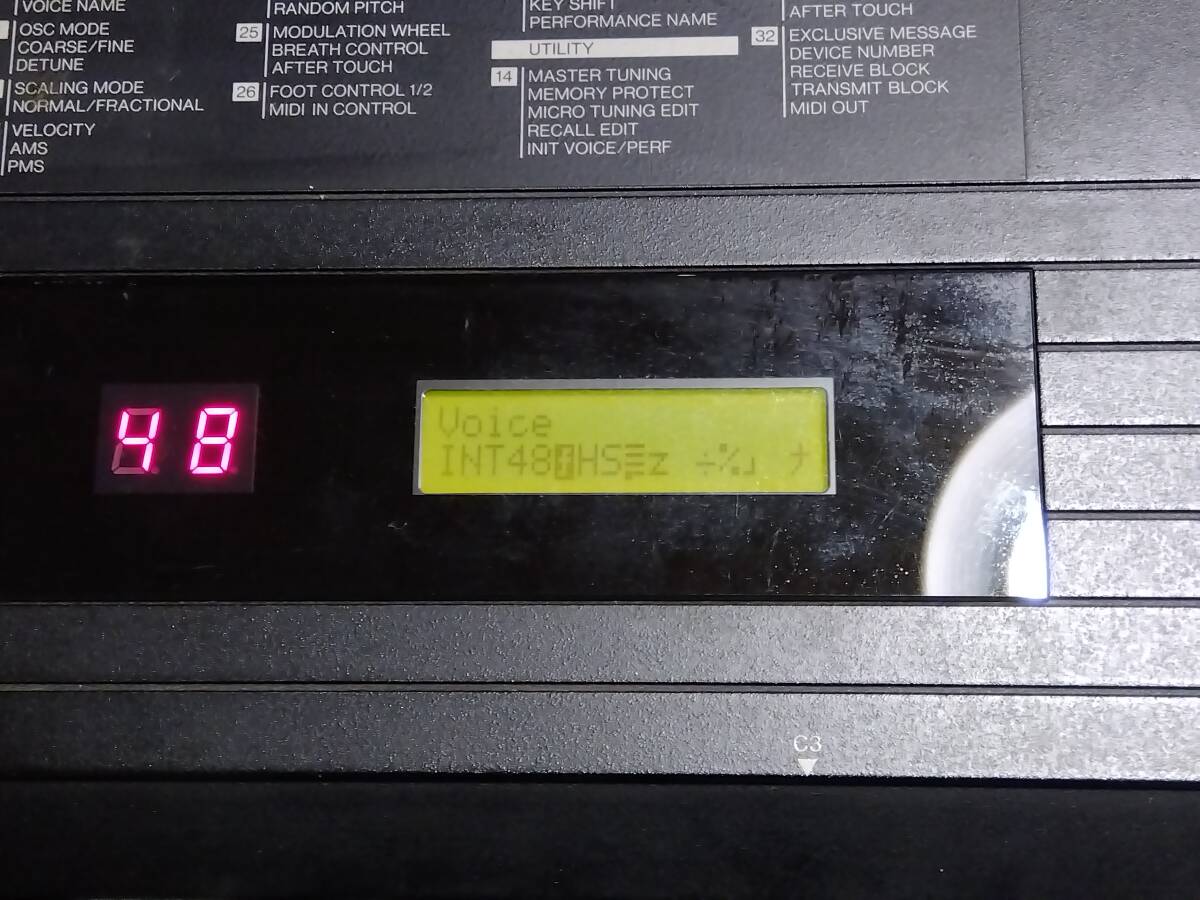 VOICE NAME
OSC MODE
COARSE/FINE
DETUNE
SCALING MODE
NORMAL/FRACTIONAL
VELOCITY
AMS
PMS
RANDOM PITCH
25 MODULATION WHEEL
BREATH CONTROL
AFTER TOUCH
26 FOOT CONTROL 1/2
MIDI IN CONTROL
KEY SHIFT
PERFORMANCE NAME
UTILITY
14 MASTER TUNING
MEMORY PROTECT
MICRO TUNING EDIT
RECALL EDIT
INIT VOICE/PERF
AFTER TOUCH
32 EXCLUSIVE MESSAGE
DEVICE NUMBER
RECEIVE BLOCK
TRANSMIT BLOCK
MIDI OUT
48
Voice
INT48 HS z ÷%」 ナ
C3